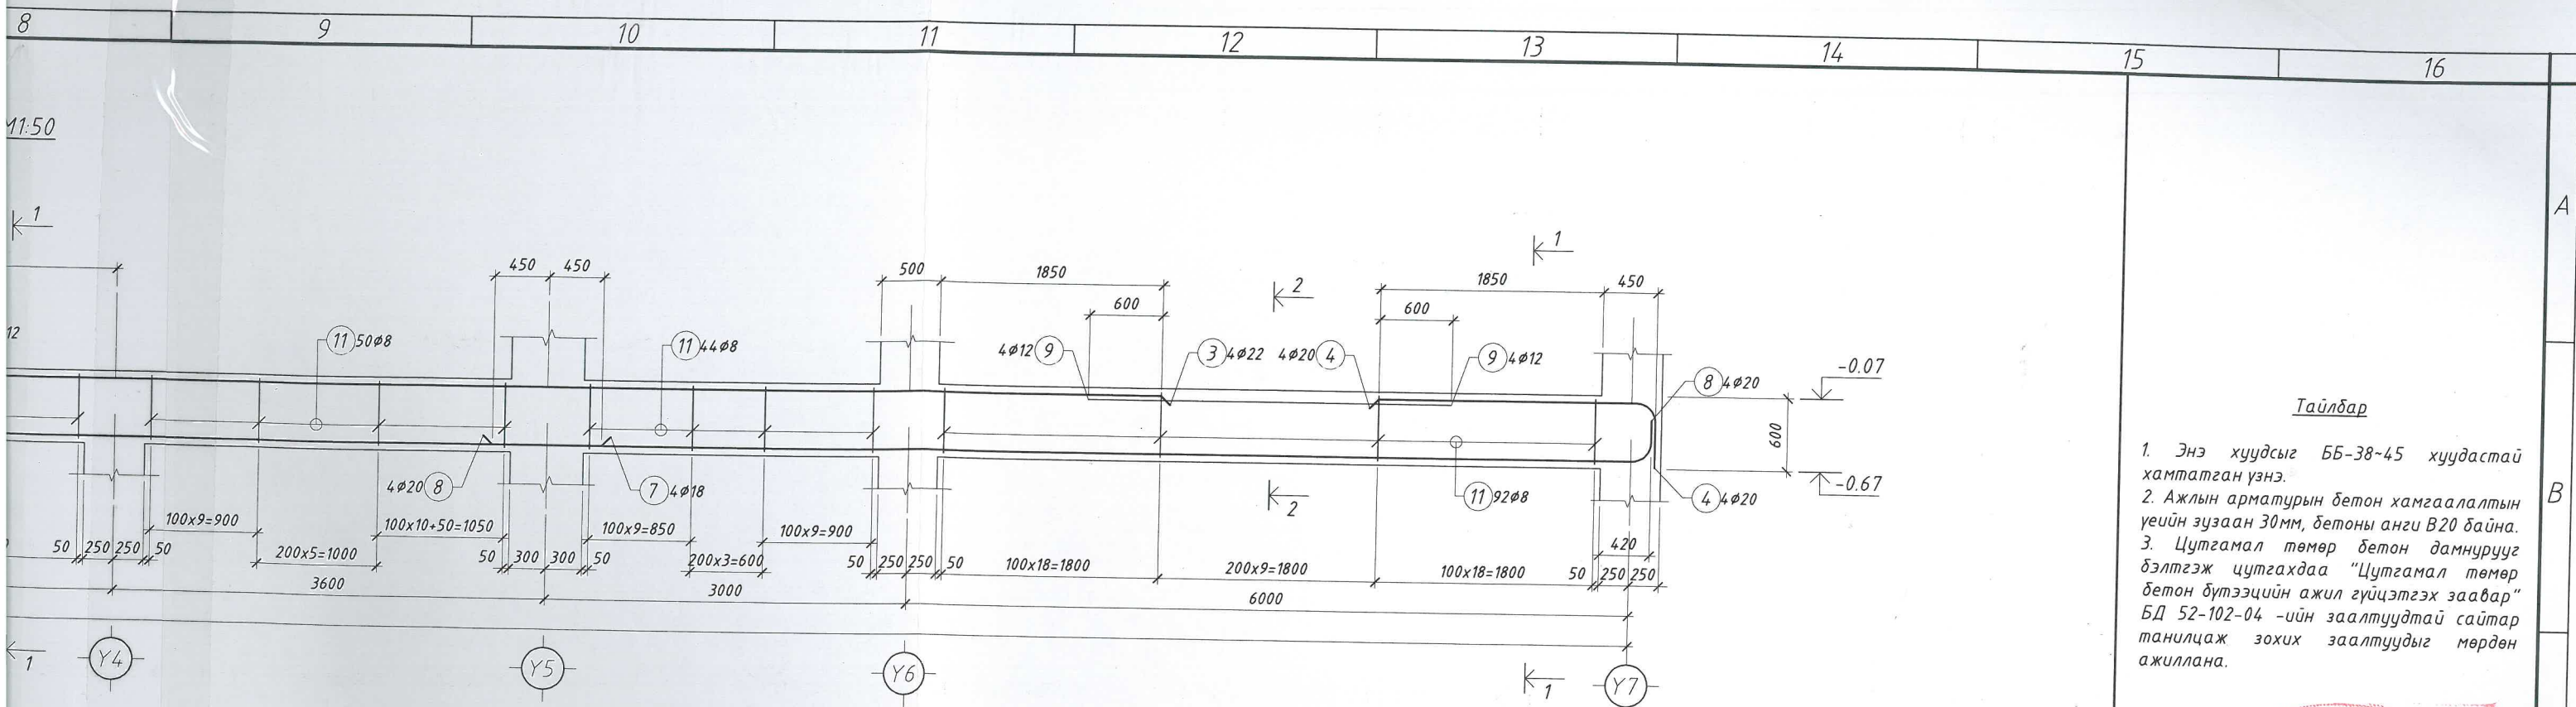 8 9 10 11 12 13 14 15 16
М1:50
A
1
1
450 450
500 1850
2
1850 450
600
600
12
11 50ø8
11 44ø8
4ø12 9
3 4ø22
4ø20 4
9 4ø12
-0.07
8 4ø20
600
4ø20 8
7 4ø18
11 92ø8
4 4ø20
-0.67
B
2
100x9=900
100x10+50=1050
100x9=850
100x9=900
420
50 250 250 50
200x5=1000
50 300 300 50
200x3=600
50 250 250 50
100x18=1800
200x9=1800
100x18=1800
50 250 250
3600
3000
6000
1
1
Y4
Y5
Y6
Y7
Тайлбар
1. Энэ хуудсыг ББ-38~45 хуудастай
хамтатган үзнэ.
2. Ажлын арматурын бетон хамгаалалтын
үеийн зузаан 30мм, бетоны анги В20 байна.
3. Цутгамал төмөр бетон дамнурууг
бэлтгэж цутгахдаа "Цутгамал төмөр
бетон бүтээцийн ажил гүйцэтгэх заавар"
БД 52-102-04 -ийн заалтуудтай сайтар
танилцаж зохих заалтуудыг мөрдөн
ажиллана.